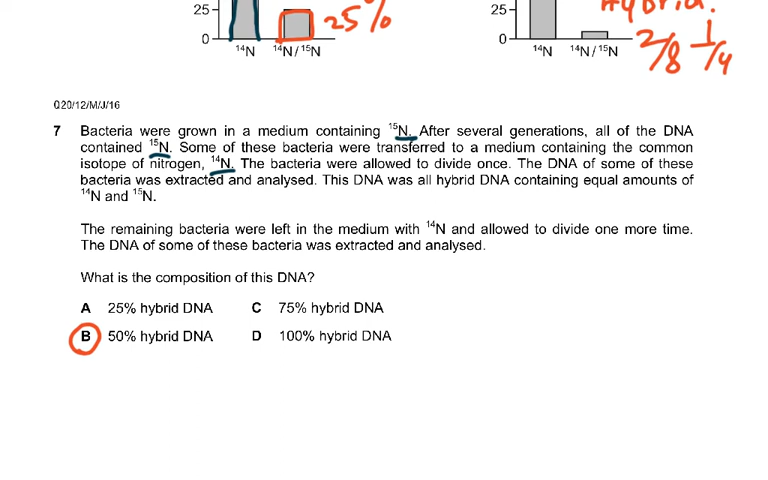 25
0
14N
14N / 15N
25%
25
0
14N
14N / 15N
Hybrid.
2/8 1/4
Q20/12/M/J/16
7 Bacteria were grown in a medium containing 15N. After several generations, all of the DNA
contained 15N. Some of these bacteria were transferred to a medium containing the common
isotope of nitrogen, 14N. The bacteria were allowed to divide once. The DNA of some of these
bacteria was extracted and analysed. This DNA was all hybrid DNA containing equal amounts of
14N and 15N.
The remaining bacteria were left in the medium with 14N and allowed to divide one more time.
The DNA of some of these bacteria was extracted and analysed.
What is the composition of this DNA?
A 25% hybrid DNA C 75% hybrid DNA
B 50% hybrid DNA D 100% hybrid DNA